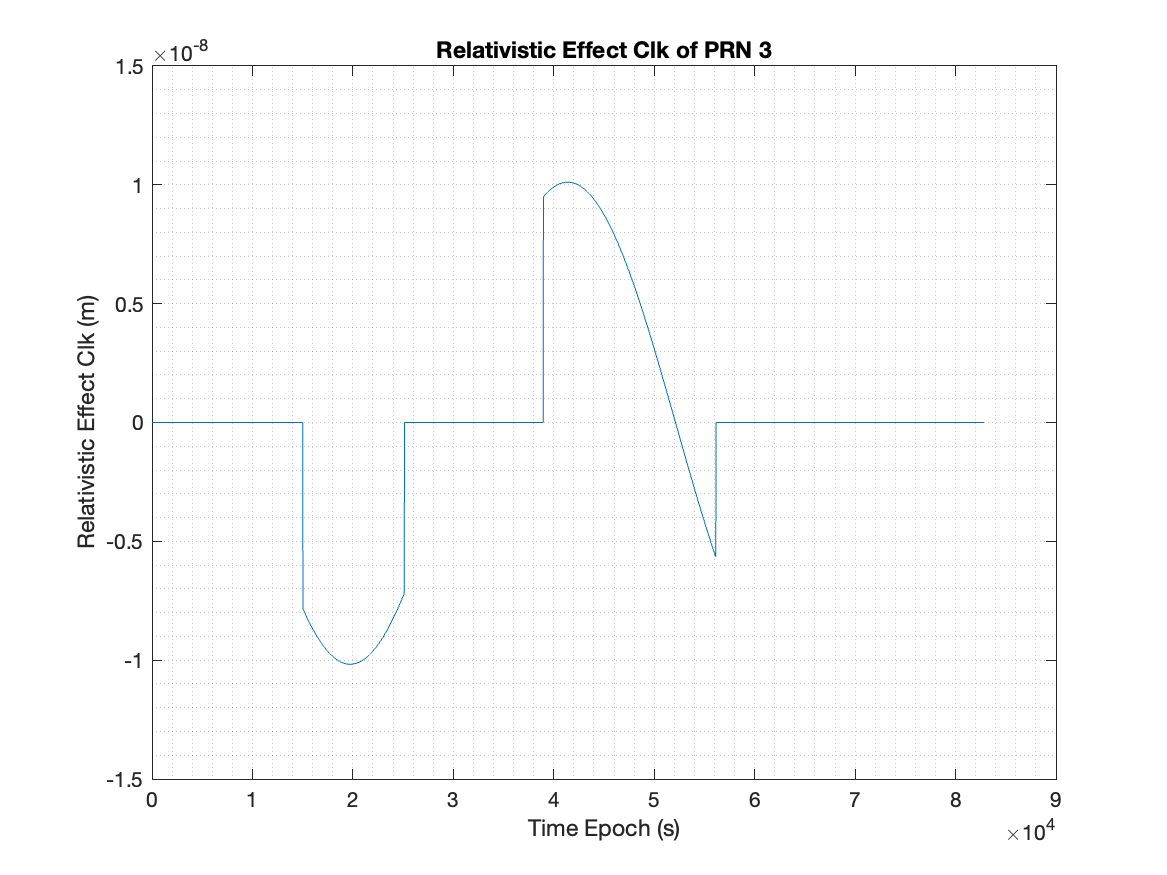 Relativistic Effect Clk of PRN 3
×10⁻⁸
1.5
1
0.5
0
-0.5
-1
-1.5
Relativistic Effect Clk (m)
0 1 2 3 4 5 6 7 8 9
Time Epoch (s)
×10⁴